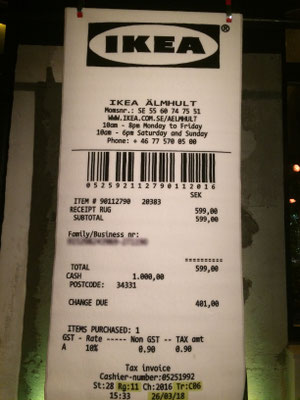 IKEA ®
IKEA ÄLMHULT
Momsnr.: SE 55 60 74 75 51
WWW.IKEA.COM.SE/AELMHULT
10am - 8pm Monday to Friday
10am - 6pm Saturday and Sunday
Phone: + 46 77 570 05 00
0525921127901 12016
SEK
ITEM # 90112790 20383 599,00
RECEIPT RUG
SUBTOTAL 599,00
Family/Business nr:
==========
TOTAL 599,00
CASH 1.000,00
POSTCODE: 34331
CHANGE DUE 401,00
ITEMS PURCHASED: 1
GST - Rate ----- Non GST -- TAX amt
A 10% 0.90 0.90
Tax invoice
Cashier-number:05251992
St:28 Rg:11 Ch:2016 Tr:C06
15:33 26/03/18